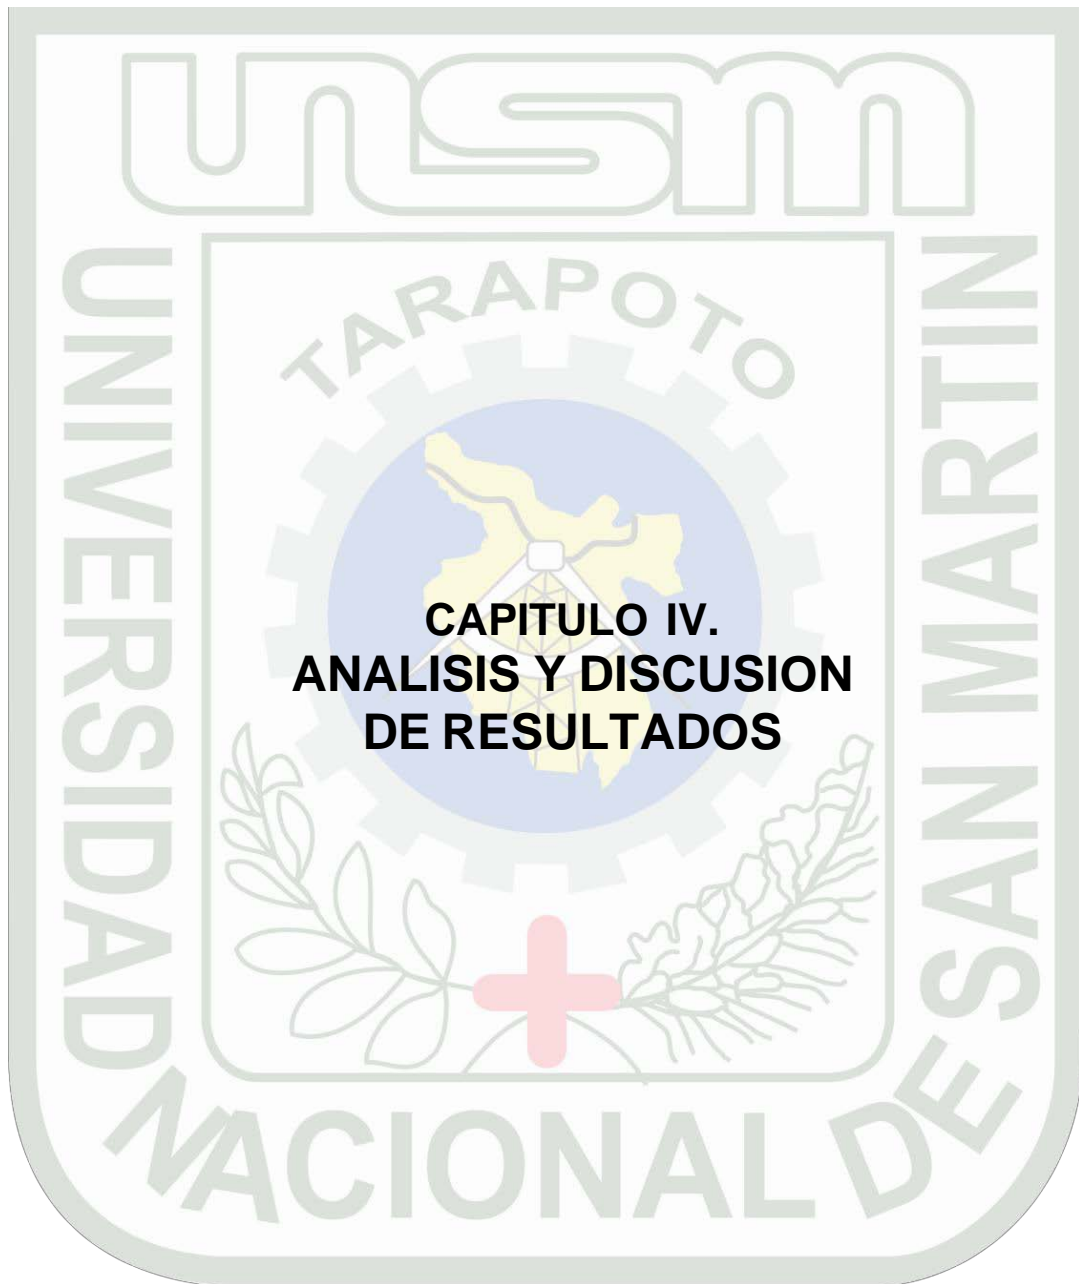 unsm
TARAPOTO
UNIVERSIDAD NACIONAL DE SAN MARTIN
CAPITULO IV.
ANALISIS Y DISCUSION
DE RESULTADOS